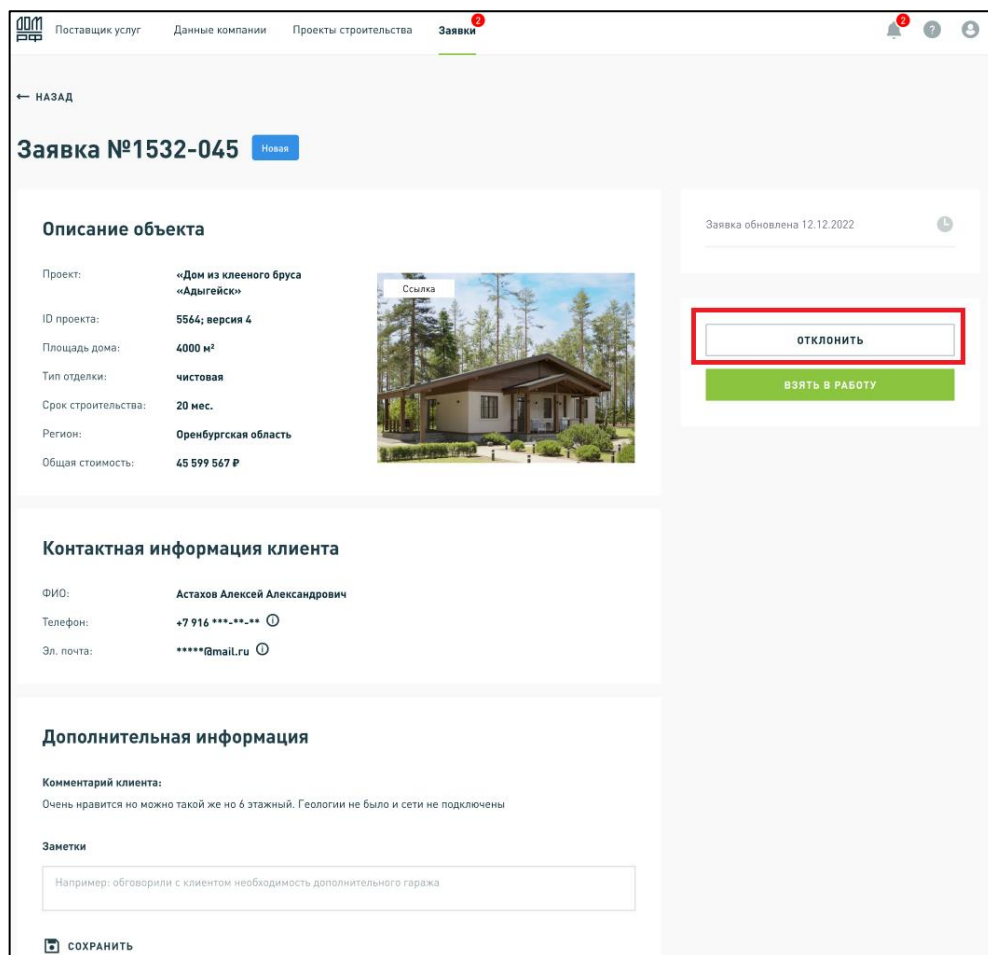 ДОМ
РФ
Поставщик услуг
Данные компании
Проекты строительства
Заявки
2
2
?
← НАЗАД
Заявка №1532-045
Новая
Описание объекта
Проект: «Дом из клееного бруса
«Адыгейск»
ID проекта: 5564; версия 4
Площадь дома: 4000 м²
Тип отделки: чистовая
Срок строительства: 20 мес.
Регион: Оренбургская область
Общая стоимость: 45 599 567 ₽
Ссылка
Заявка обновлена 12.12.2022
ОТКЛОНИТЬ
ВЗЯТЬ В РАБОТУ
Контактная информация клиента
ФИО: Астахов Алексей Александрович
Телефон: +7 916 ***-**-**
Эл. почта: *****@mail.ru
Дополнительная информация
Комментарий клиента:
Очень нравится но можно такой же но 6 этажный. Геологии не было и сети не подключены
Заметки
Например: обговорили с клиентом необходимость дополнительного гаража
СОХРАНИТЬ